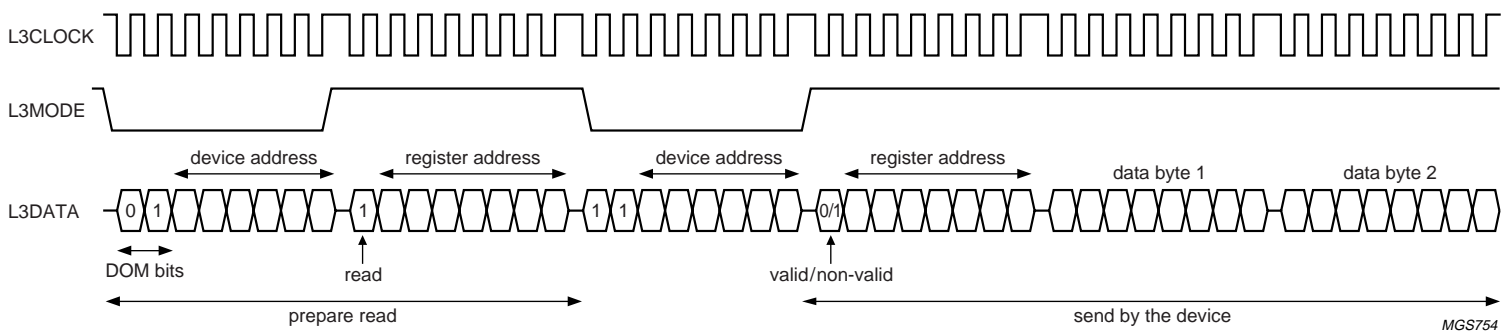 L3CLOCK
L3MODE
device address register address device address register address
data byte 1 data byte 2
L3DATA 0 1 1 1 1 0/1
DOM bits read valid/non-valid
prepare read send by the device
MGS754